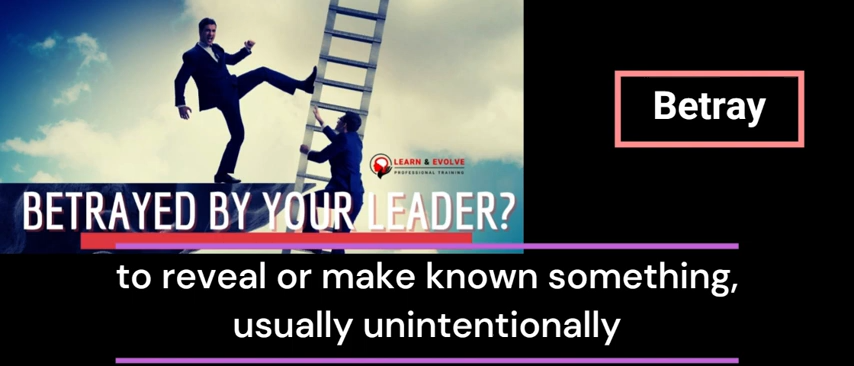 LEARN & EVOLVE
PROFESSIONAL TRAINING
BETRAYED BY YOUR LEADER?
Betray
to reveal or make known something,
usually unintentionally